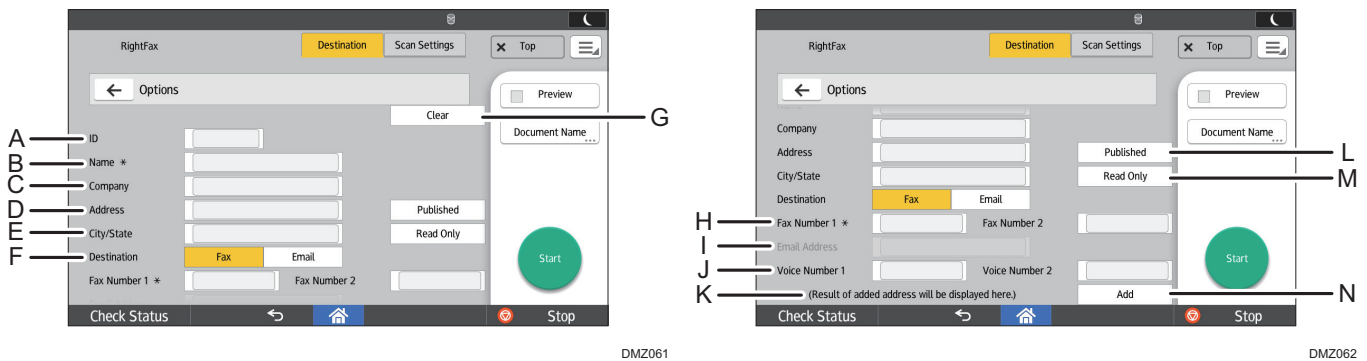 RightFax Destination Scan Settings × Top
← Options
Preview
Clear
G
Document Name ...
A ID
B Name *
C Company
D Address Published
E City/State Read Only
F Destination Fax Email
Start
Fax Number 1 * Fax Number 2
Check Status Stop
DMZ061
RightFax Destination Scan Settings × Top
← Options
Preview
Company
Document Name ...
Address Published L
City/State Read Only M
Destination Fax Email
H Fax Number 1 * Fax Number 2
I Email Address
Start
J Voice Number 1 Voice Number 2
K (Result of added address will be displayed here.) Add N
Check Status Stop
DMZ062